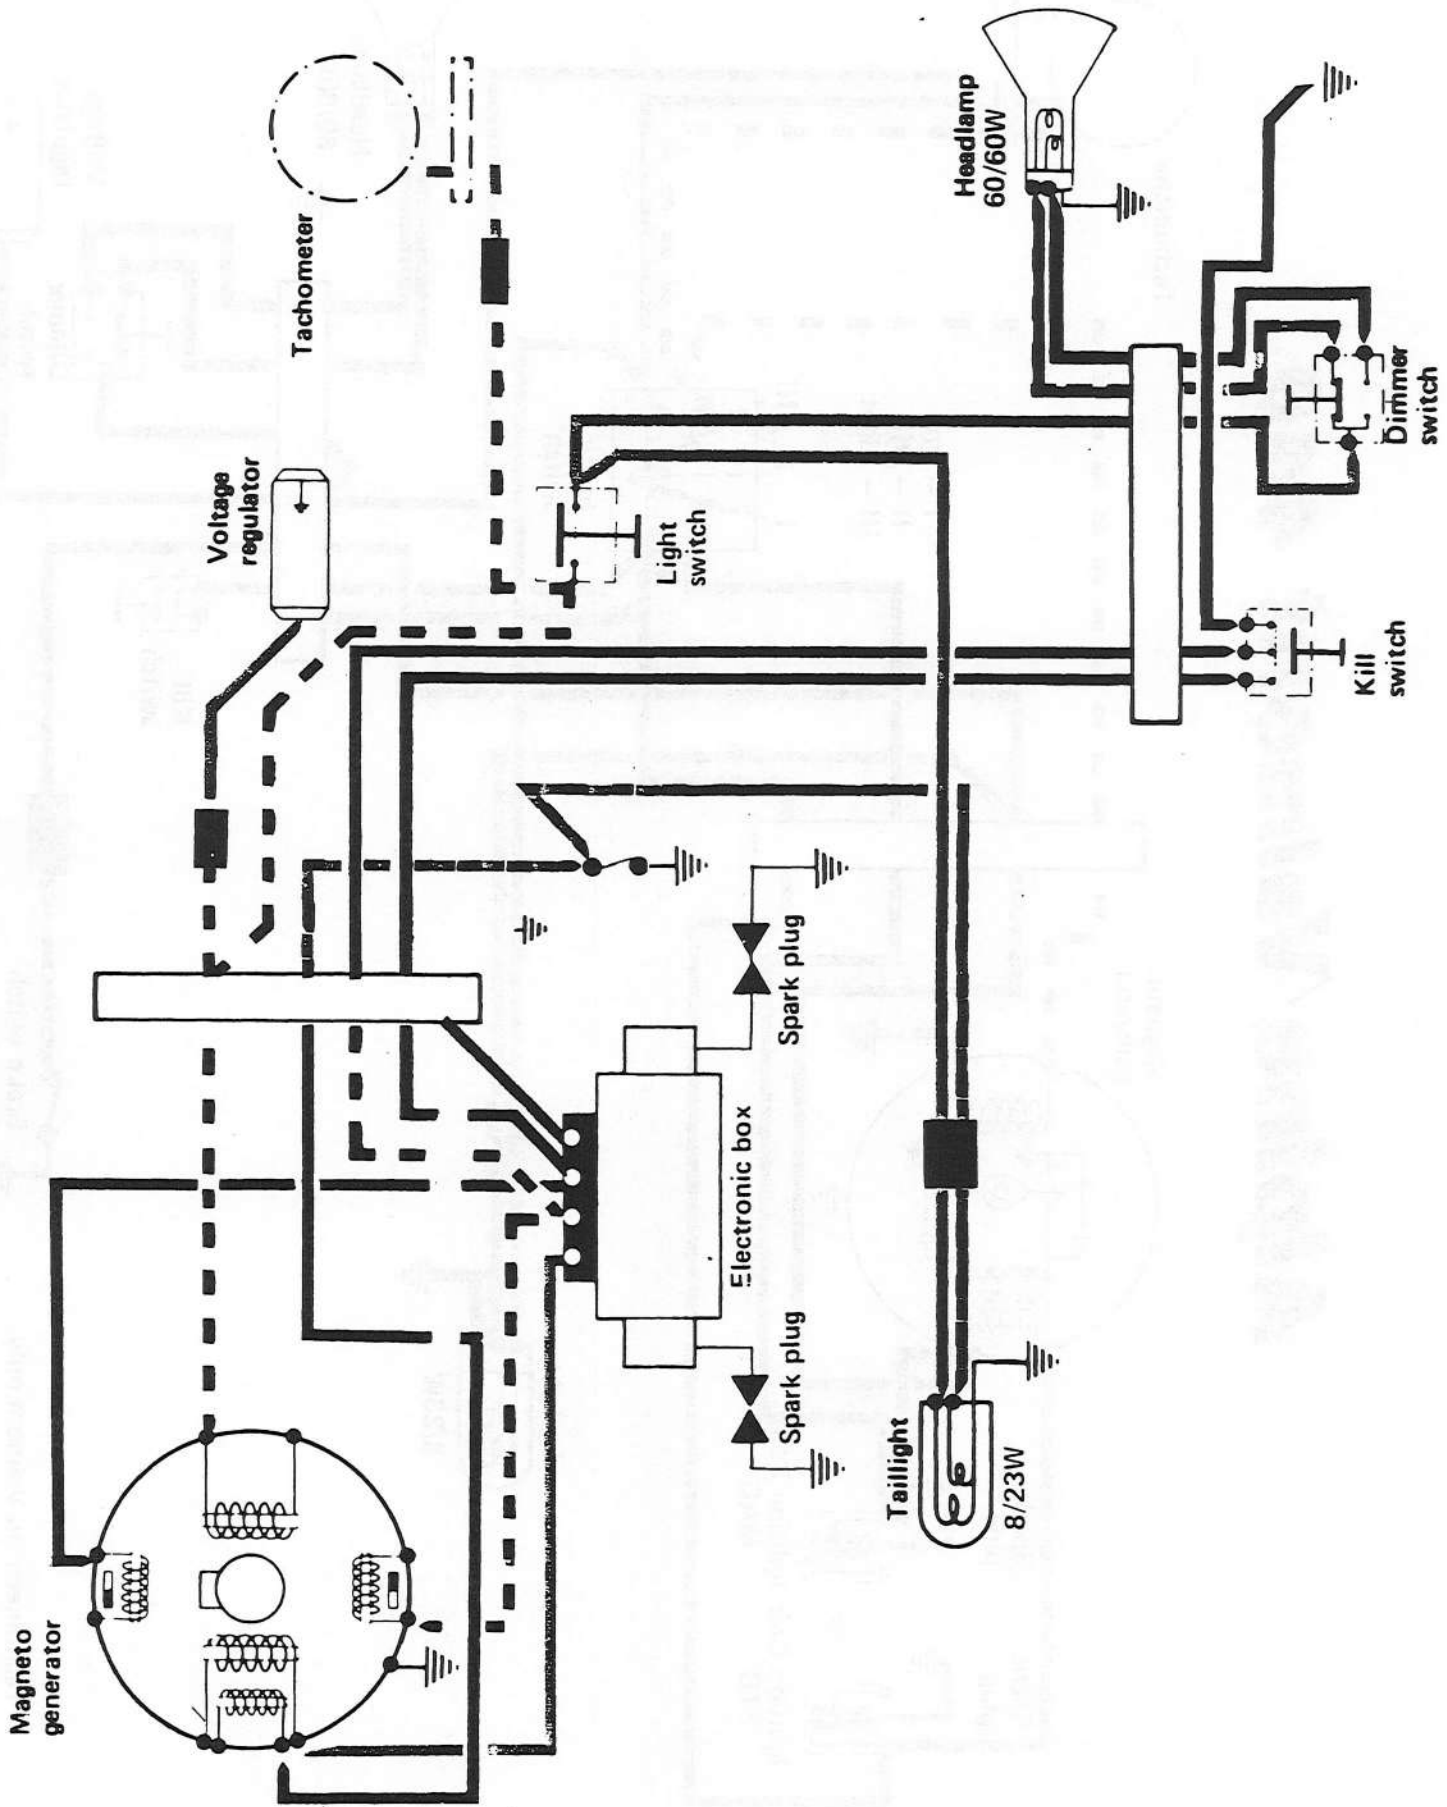 Magneto
generator
Voltage
regulator
Tachometer
Light
switch
Headlamp
60/60W
Dimmer
switch
Kill
switch
Spark plug
Electronic box
Spark plug
Taillight
8/23W